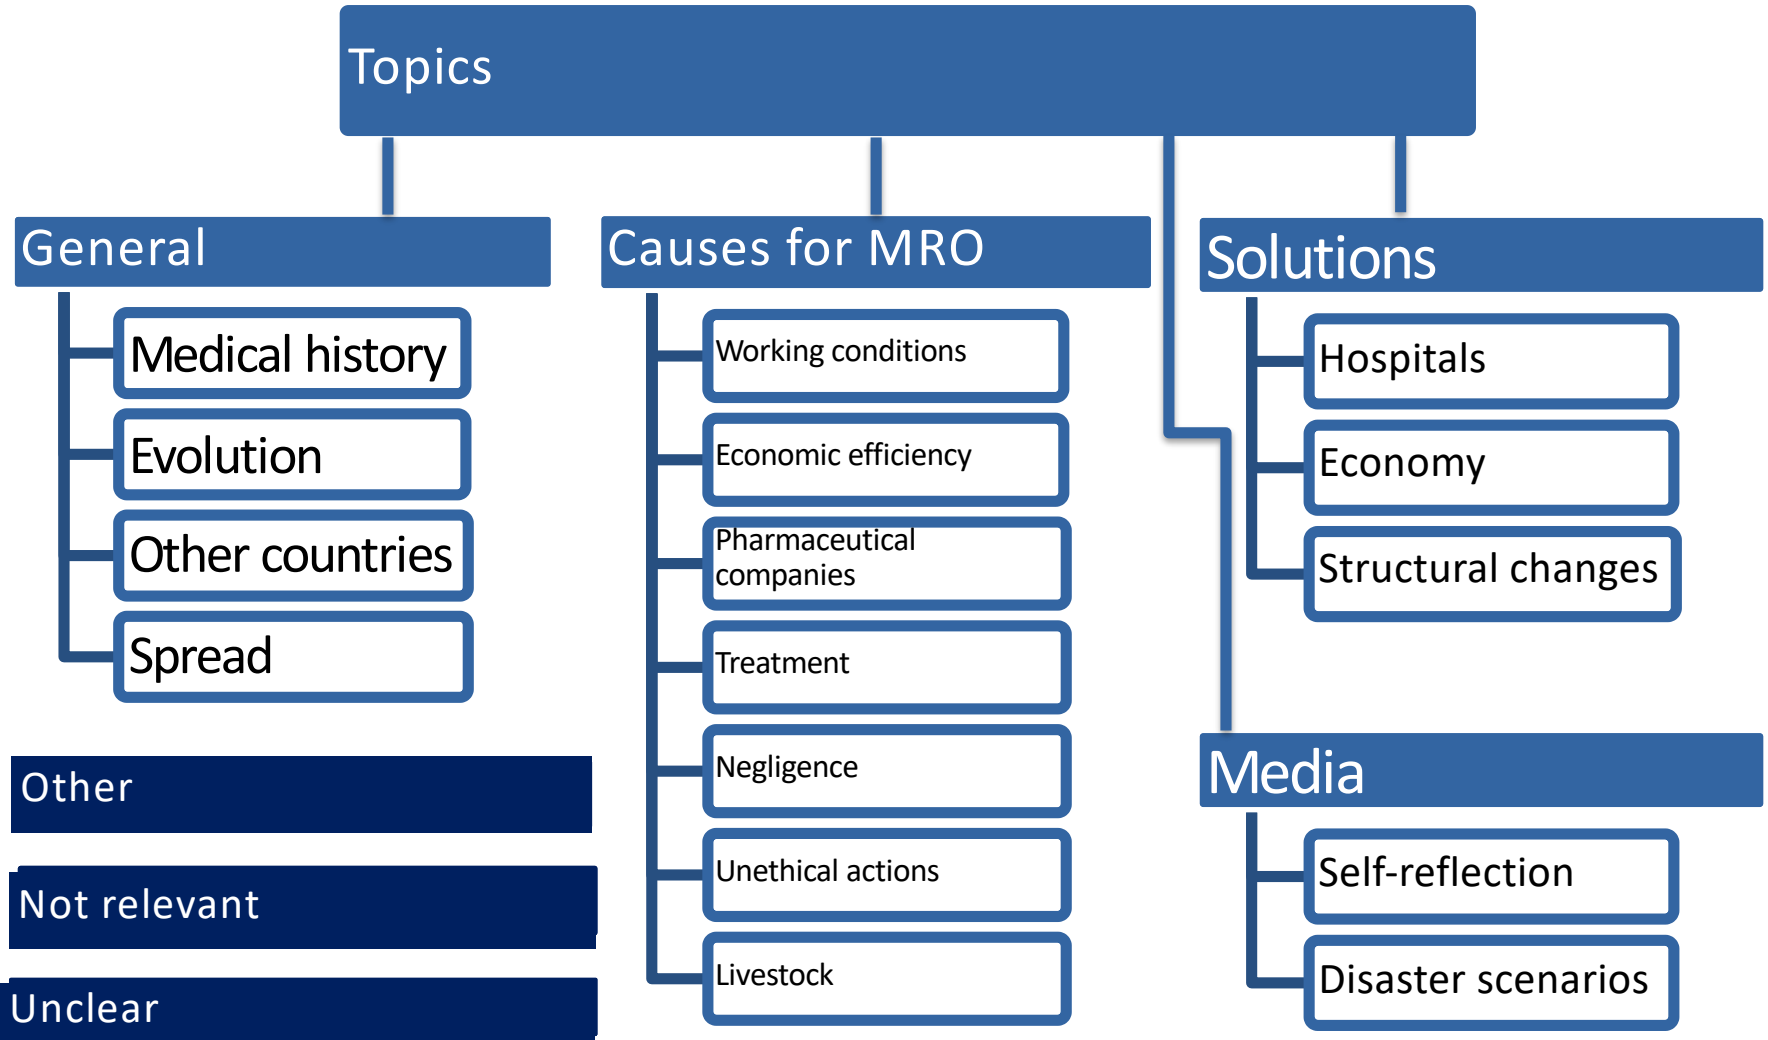 Topics
General
Medical history
Evolution
Other countries
Spread
Other
Not relevant
Unclear
Causes for MRO
Working conditions
Economic efficiency
Pharmaceutical
companies
Treatment
Negligence
Unethical actions
Livestock
Solutions
Hospitals
Economy
Structural changes
Media
Self-reflection
Disaster scenarios